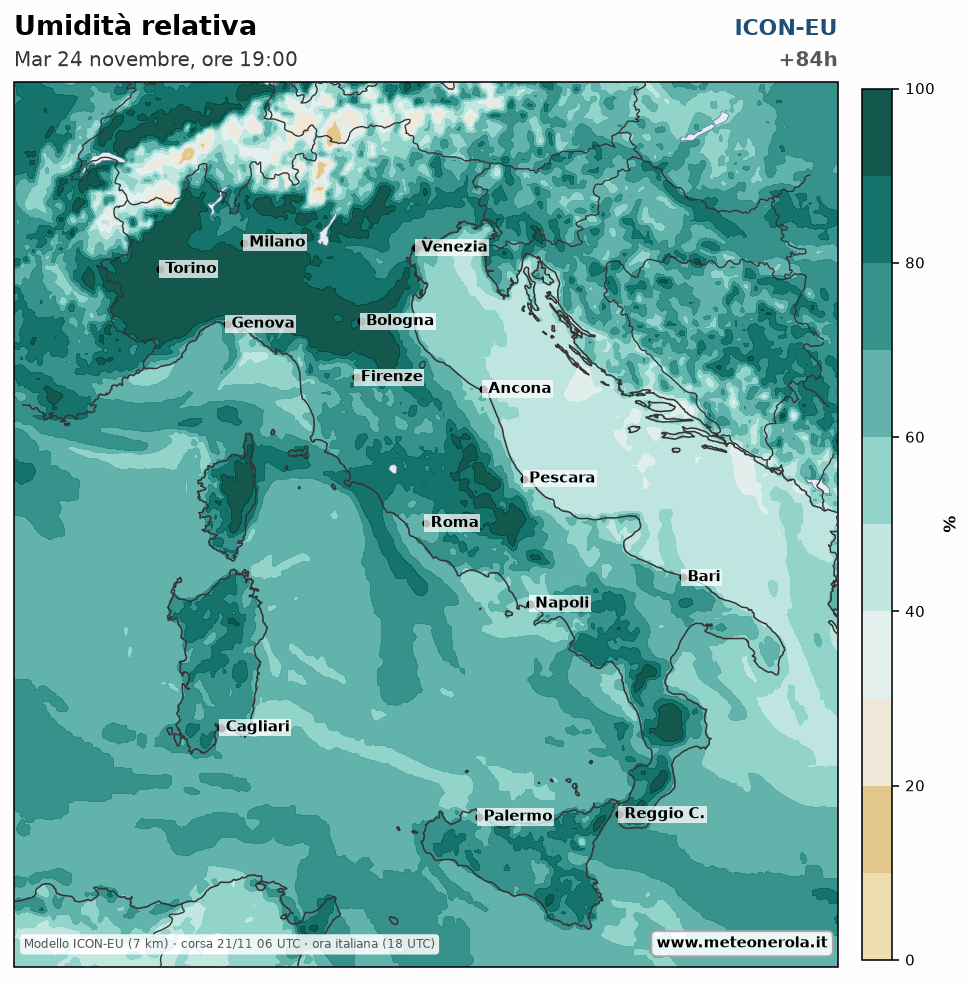 Umidità relativa
ICON-EU
Mar 24 novembre, ore 19:00
+84h
Milano
Venezia
Torino
Genova
Bologna
Firenze
Ancona
Pescara
Roma
Bari
Napoli
Cagliari
Palermo
Reggio C.
100
80
60
40
20
0
%
Modello ICON-EU (7 km) · corsa 21/11 06 UTC · ora italiana (18 UTC)
www.meteonerola.it